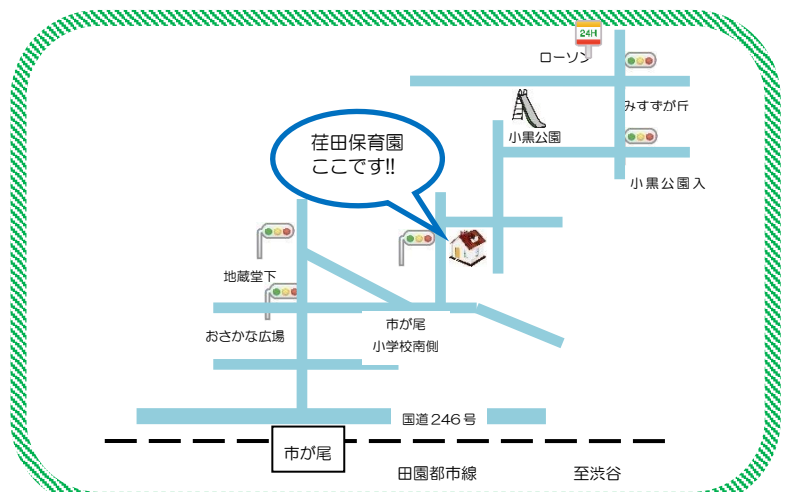 24H
ローソン
みすずが丘
小黒公園
荏田保育園
ここです!!
小黒公園入
地蔵堂下
おさかな広場
市が尾
小学校南側
国道246号
市が尾
田園都市線
至渋谷